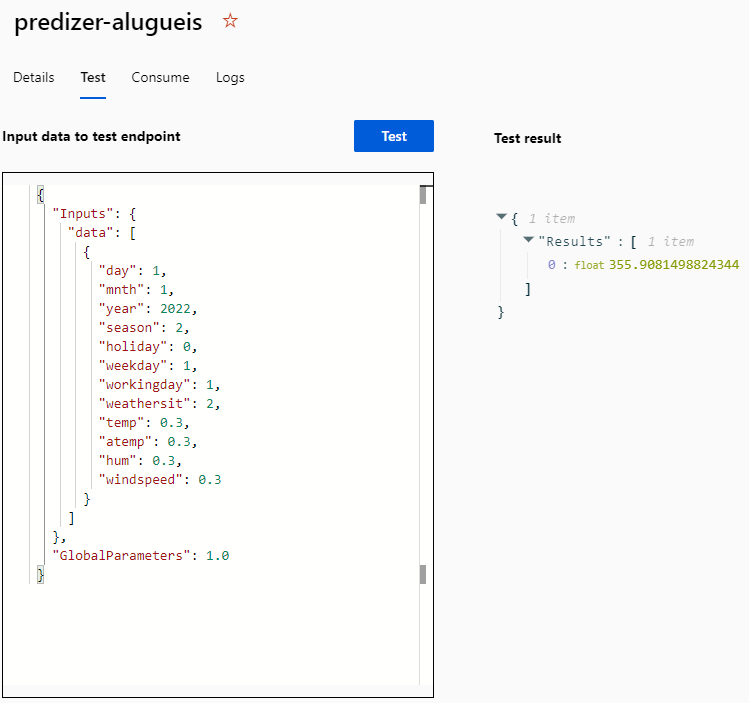 predizer-alugueis
Details Test Consume Logs
Input data to test endpoint
Test
{
"Inputs": {
"data": [
{
"day": 1,
"mnth": 1,
"year": 2022,
"season": 2,
"holiday": 0,
"weekday": 1,
"workingday": 1,
"weathersit": 2,
"temp": 0.3,
"atemp": 0.3,
"hum": 0.3,
"windspeed": 0.3
}
]
},
"GlobalParameters": 1.0
}
Test result
{ 1 item
"Results" : [ 1 item
0 : float 355.9081498824344
]
}